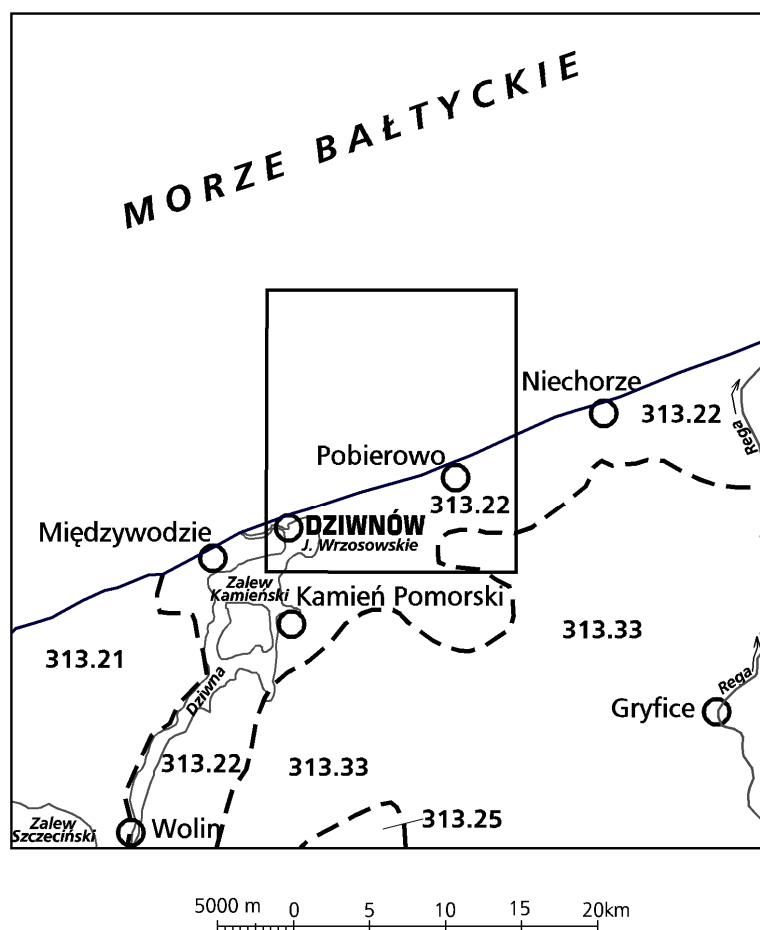 MORZE BAŁTYCKIE
Niechorze
313.22
Rega
Pobierowo
313.22
DZIWNÓW
J. Wrzosowskie
Międzywodzie
Zalew
Kamieński
Kamień Pomorski
313.21
313.33
Dziwna
Rega
Gryfice
313.22
313.33
313.25
Zalew
Szczeciński
Wolin
5000 m 0 5 10 15 20km